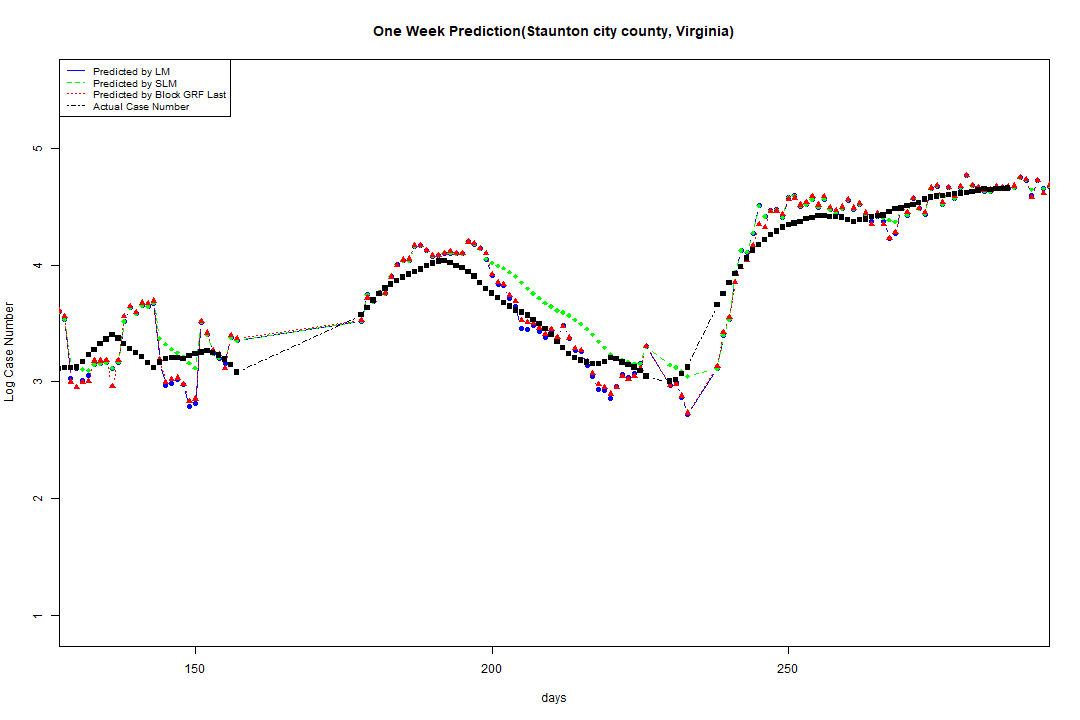 One Week Prediction(Staunton city county, Virginia)
Predicted by LM
Predicted by SLM
Predicted by Block GRF Last
Actual Case Number
5
4
3
2
1
Log Case Number
150 200 250
days